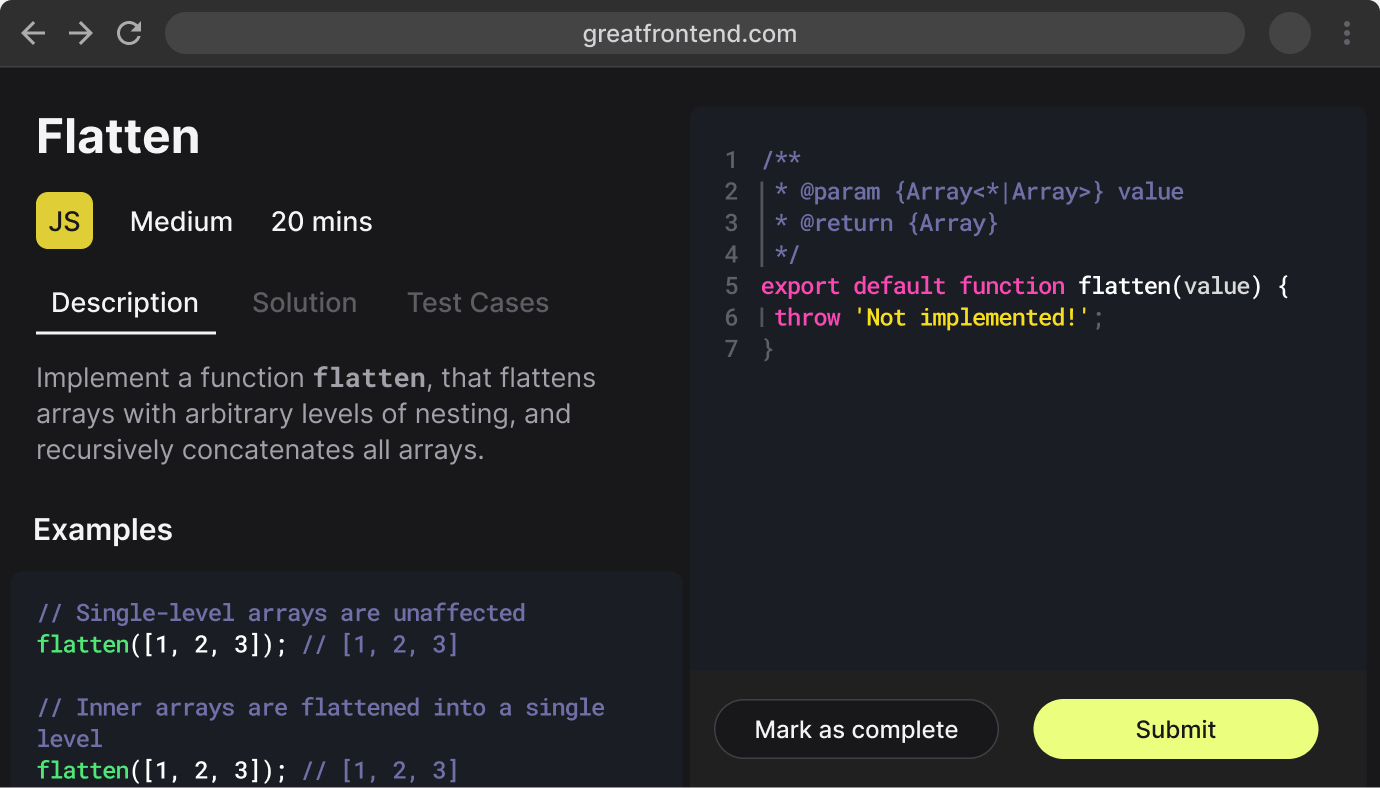 greatfrontend.com
Flatten
JS Medium 20 mins
Description Solution Test Cases
Implement a function flatten, that flattens
arrays with arbitrary levels of nesting, and
recursively concatenates all arrays.
Examples
// Single-level arrays are unaffected
flatten([1, 2, 3]); // [1, 2, 3]
// Inner arrays are flattened into a single
level
flatten([1, 2, 3]); // [1, 2, 3]
1 /**
2 * @param {Array<*|Array>} value
3 * @return {Array}
4 */
5 export default function flatten(value) {
6 throw 'Not implemented!';
7 }
Mark as complete
Submit